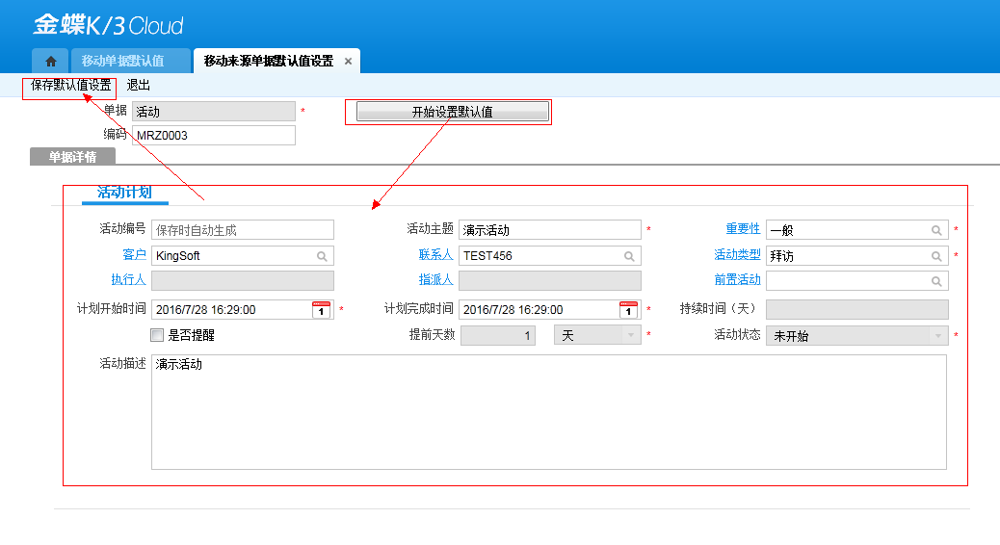 金蝶K/3 Cloud
移动单据默认值 移动来源单据默认值设置 ×
保存默认值设置 退出
单据 活动 * 开始设置默认值
编码 MRZ0003
单据详情
活动计划
活动编号 保存时自动生成 活动主题 演示活动 * 重要性 一般 *
客户 KingSoft 联系人 TEST456 活动类型 拜访 *
执行人 指派人 前置活动
计划开始时间 2016/7/28 16:29:00 1 * 计划完成时间 2016/7/28 16:29:00 1 * 持续时间（天）
是否提醒 提前天数 1 天 * 活动状态 未开始 *
活动描述 演示活动